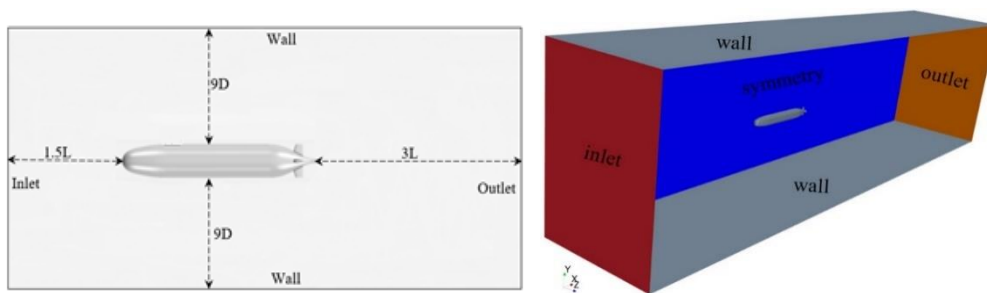 Wall
9D
1.5L
3L
Inlet
Outlet
9D
Wall
wall
symmetry
outlet
inlet
wall
Y
X
Z